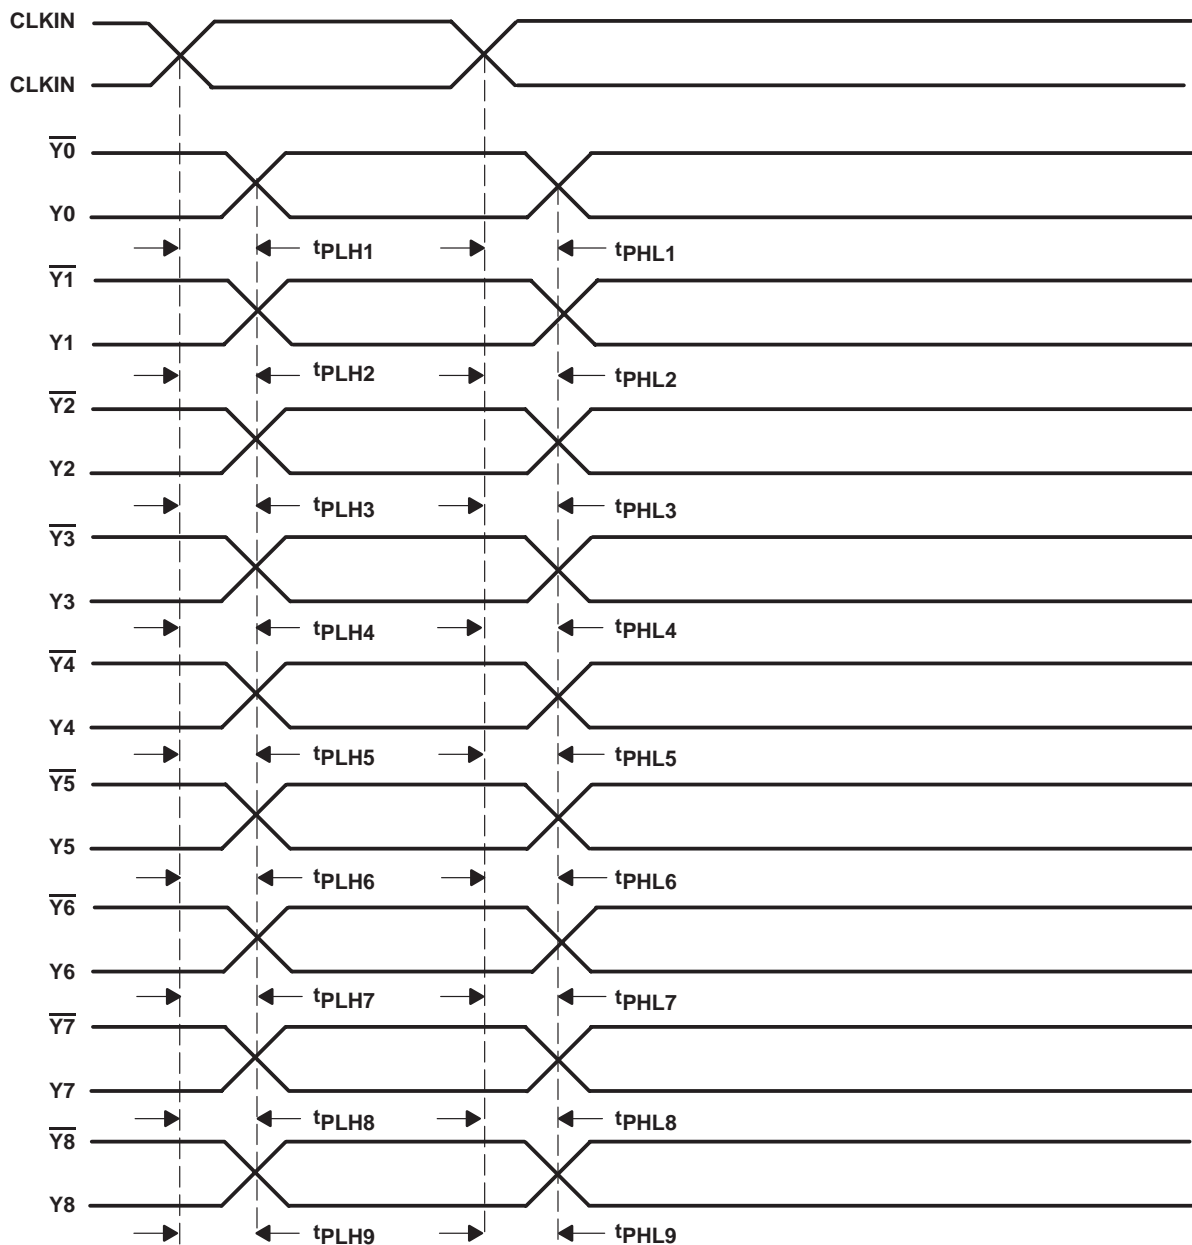 CLKIN
CLKIN
Y0
Y0
tPLH1 tPHL1
Y1
Y1
tPLH2 tPHL2
Y2
Y2
tPLH3 tPHL3
Y3
Y3
tPLH4 tPHL4
Y4
Y4
tPLH5 tPHL5
Y5
Y5
tPLH6 tPHL6
Y6
Y6
tPLH7 tPHL7
Y7
Y7
tPLH8 tPHL8
Y8
Y8
tPLH9 tPHL9